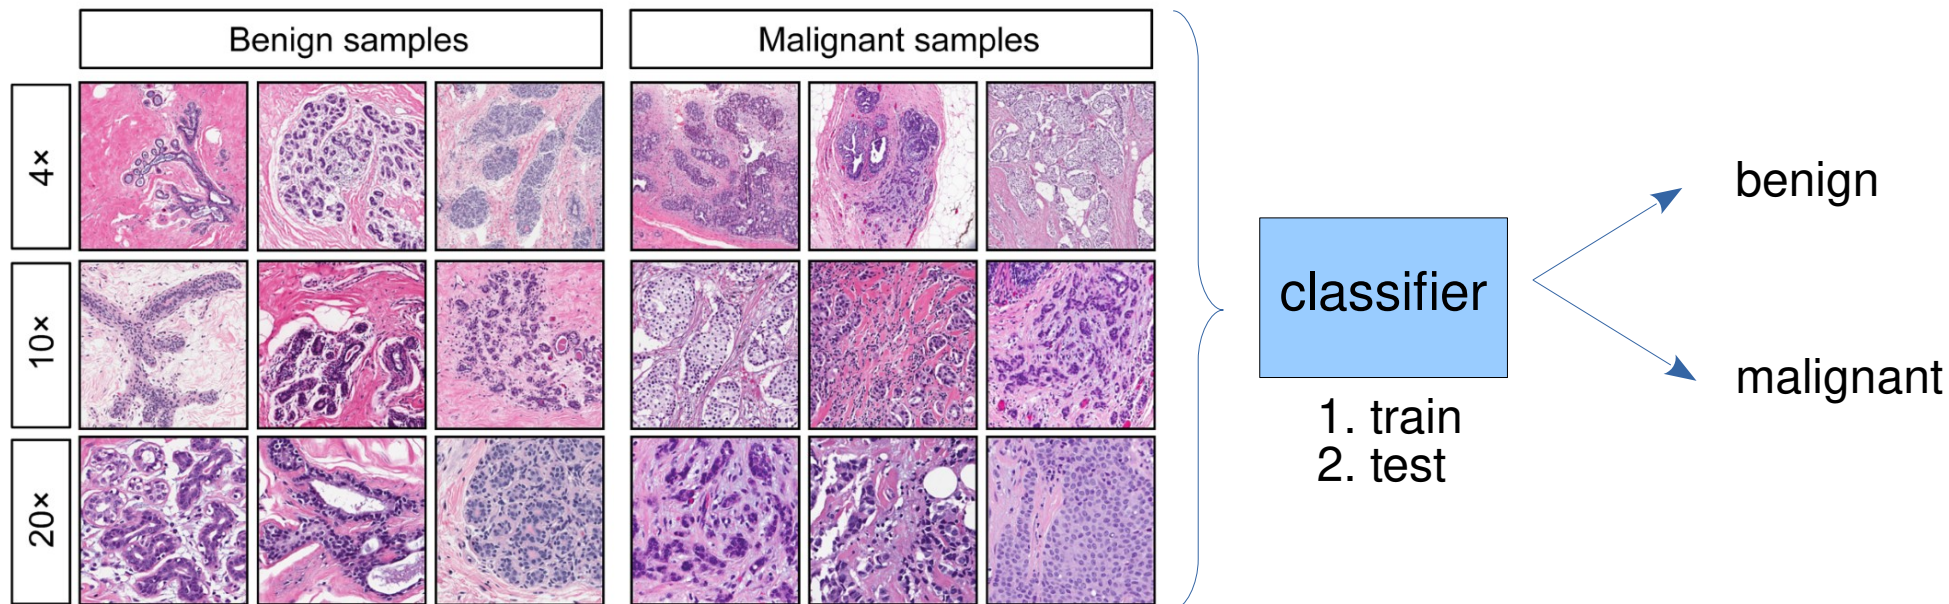 Benign samples
Malignant samples
4×
10×
20×
classifier
1. train
2. test
benign
malignant